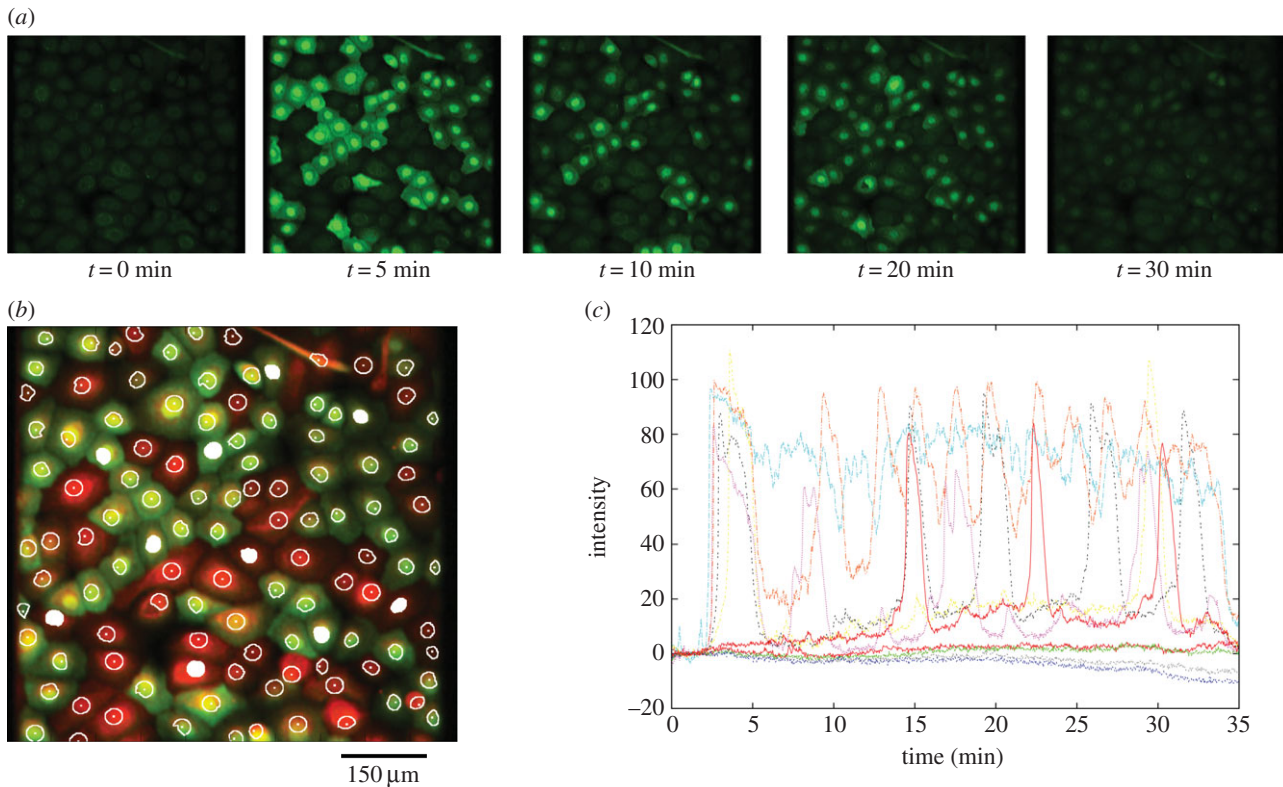 (a)
t = 0 min
t = 5 min
t = 10 min
t = 20 min
t = 30 min
(b)
150 µm
(c)
120
100
80
60
40
20
0
–20
intensity
0 5 10 15 20 25 30 35
time (min)